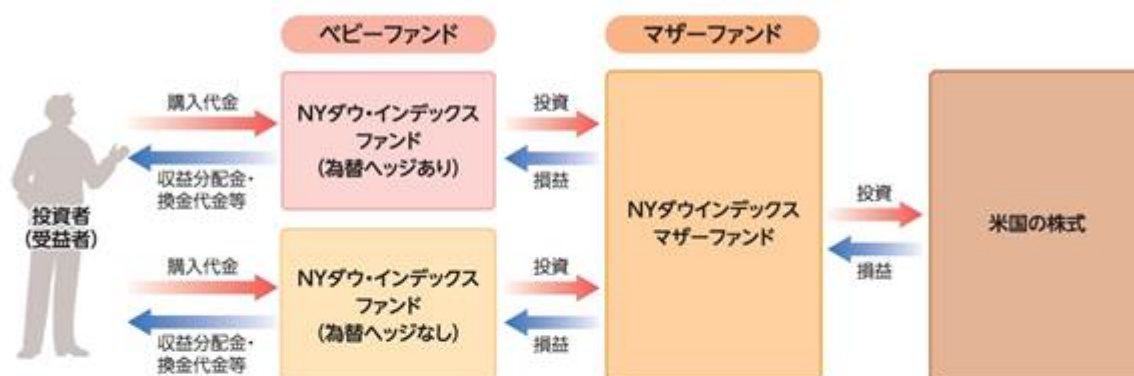 ベビーファンド
マザーファンド
購入代金
NYダウ・インデックス
ファンド
(為替ヘッジあり)
収益分配金・
換金代金等
投資
損益
投資者
(受益者)
NYダウインデックス
マザーファンド
投資
損益
米国の株式
購入代金
NYダウ・インデックス
ファンド
(為替ヘッジなし)
収益分配金・
換金代金等
投資
損益